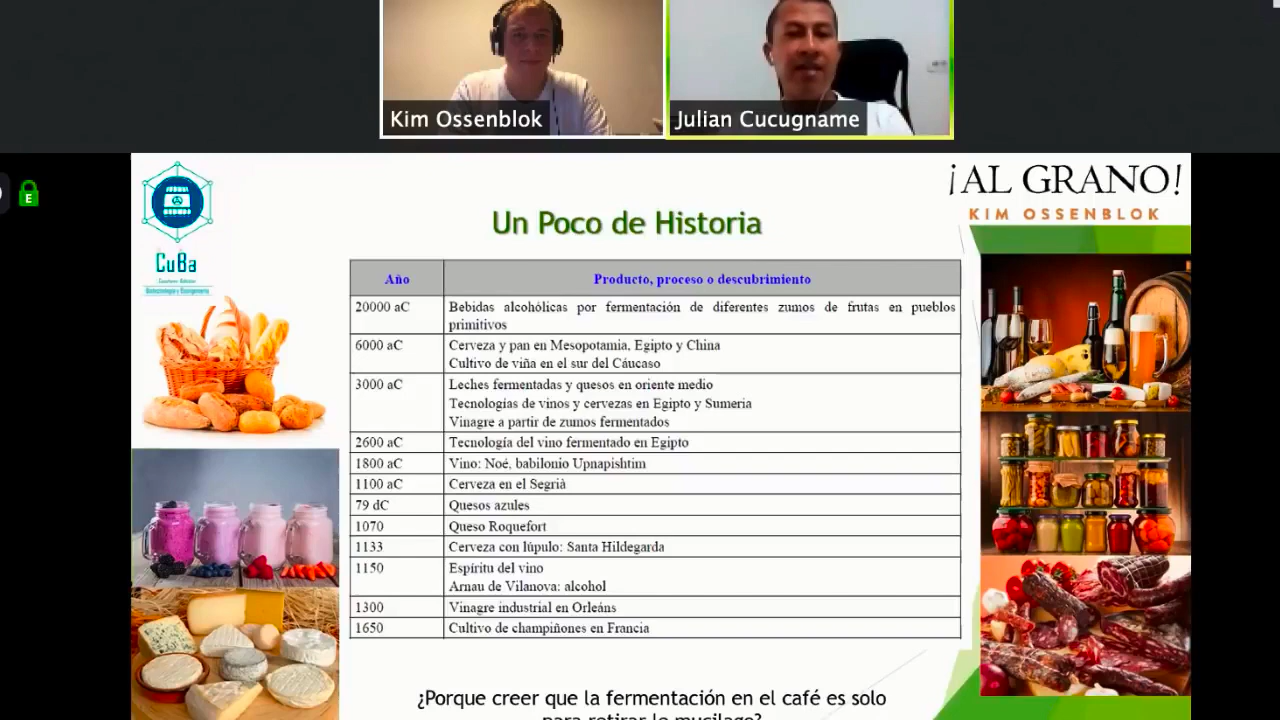 Kim Ossenblok
Julian Cucugname
E
CuBa
¡AL GRANO!
KIM OSSENBLOK
Un Poco de Historia
Año Producto, proceso o descubrimiento
20000 aC Bebidas alcohólicas por fermentación de diferentes zumos de frutas en pueblos
primitivos
6000 aC Cerveza y pan en Mesopotamia, Egipto y China
Cultivo de viña en el sur del Cáucaso
3000 aC Leches fermentadas y quesos en oriente medio
Tecnologías de vinos y cervezas en Egipto y Sumeria
Vinagre a partir de zumos fermentados
2600 aC Tecnología del vino fermentado en Egipto
1800 aC Vino: Noé, babilonio Upnapishtim
1100 aC Cerveza en el Segrià
79 dC Quesos azules
1070 Queso Roquefort
1133 Cerveza con lúpulo: Santa Hildegarda
1150 Espíritu del vino
Arnau de Vilanova: alcohol
1300 Vinagre industrial en Orleáns
1650 Cultivo de champiñones en Francia
¿Porque creer que la fermentación en el café es solo
para retirar lo mucilago?